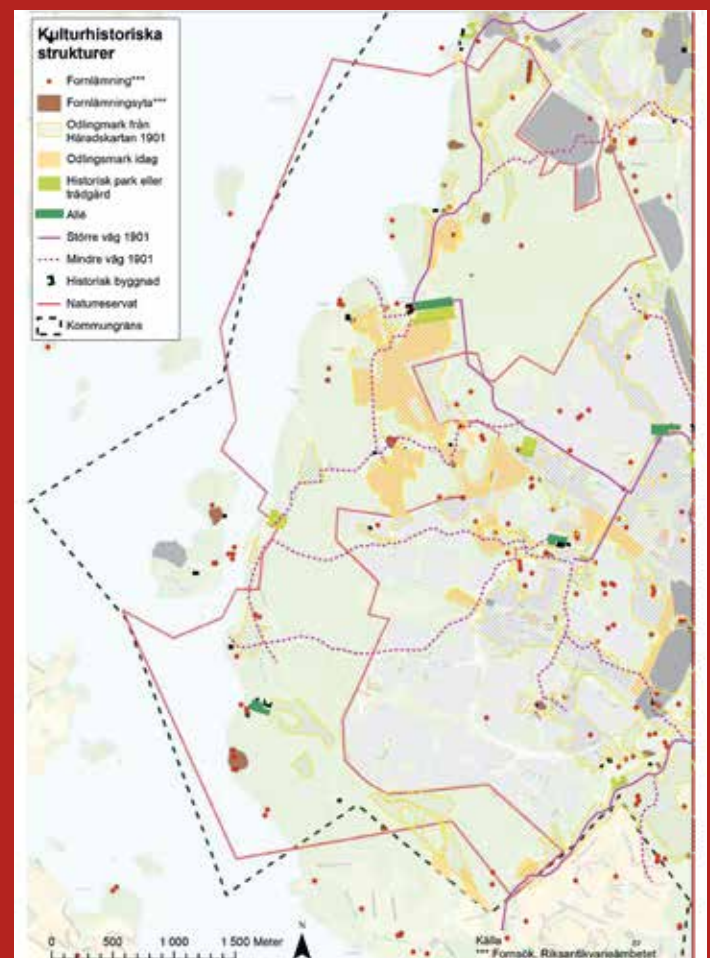 Kulturhistoriska
strukturer
Fornlämning***
Fornlämningsyta***
Odlingmark från
Häradskartan 1901
Odlingsmark idag
Historisk park eller
trädgård
Allé
Större väg 1901
Mindre väg 1901
Historisk byggnad
Naturreservat
Kommungräns
N
0 500 1 000 1 500 Meter
Källa
*** Fornsök, Riksantikvarieämbetet